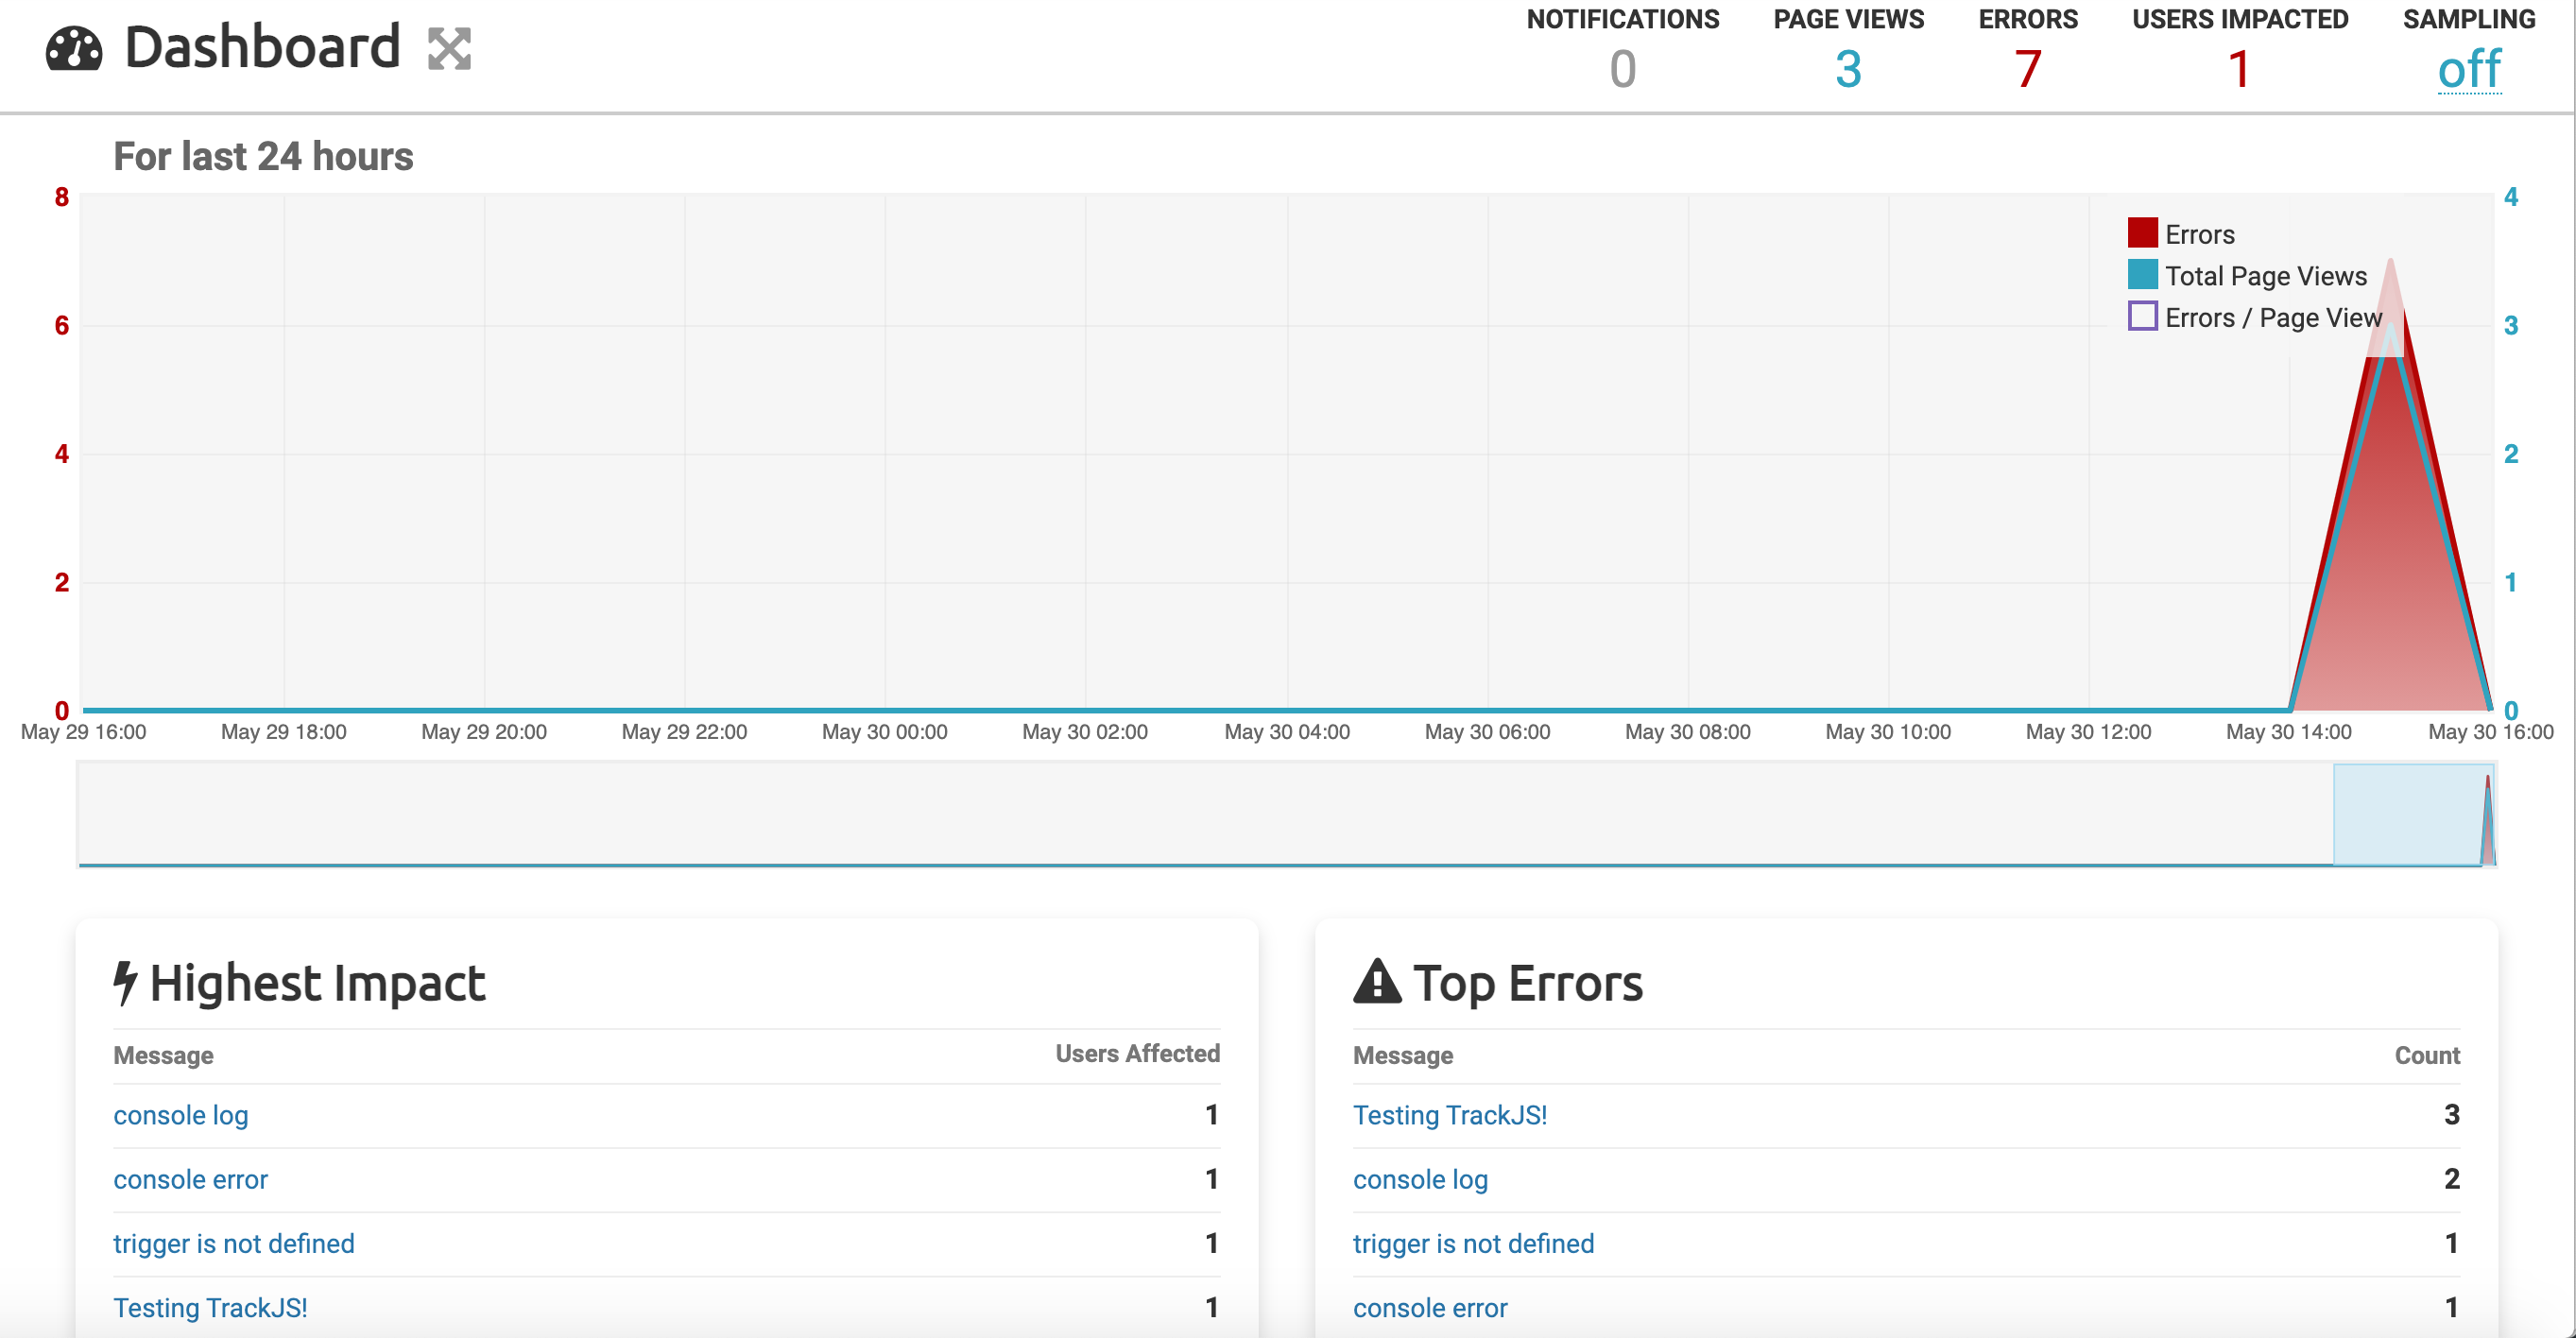 Dashboard
NOTIFICATIONS PAGE VIEWS ERRORS USERS IMPACTED SAMPLING
0 3 7 1 off
For last 24 hours
8
6
4
2
0
4
3
2
1
0
Errors
Total Page Views
Errors / Page View
May 29 16:00 May 29 18:00 May 29 20:00 May 29 22:00 May 30 00:00 May 30 02:00 May 30 04:00 May 30 06:00 May 30 08:00 May 30 10:00 May 30 12:00 May 30 14:00 May 30 16:00
Highest Impact
Message Users Affected
console log 1
console error 1
trigger is not defined 1
Testing TrackJS! 1
Top Errors
Message Count
Testing TrackJS! 3
console log 2
trigger is not defined 1
console error 1